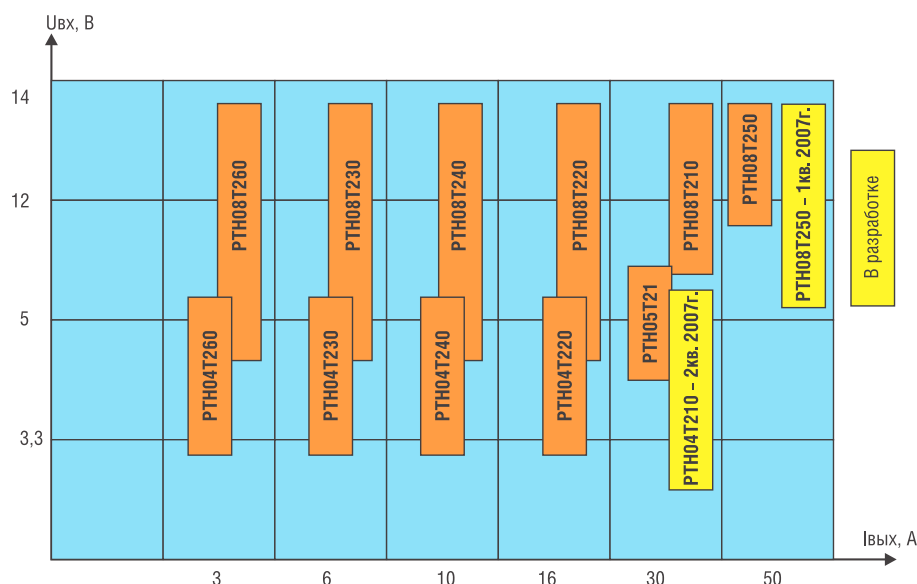 Uвх, В
14
12
5
3,3
PTH04T260
PTH08T260
PTH04T230
PTH08T230
PTH04T240
PTH08T240
PTH04T220
PTH08T220
PTH05T21
PTH08T210
PTH04T210 – 2кв. 2007г.
PTH08T250
PTH08T250 – 1кв. 2007г.
В разработке
Iвых, А
3
6
10
16
30
50